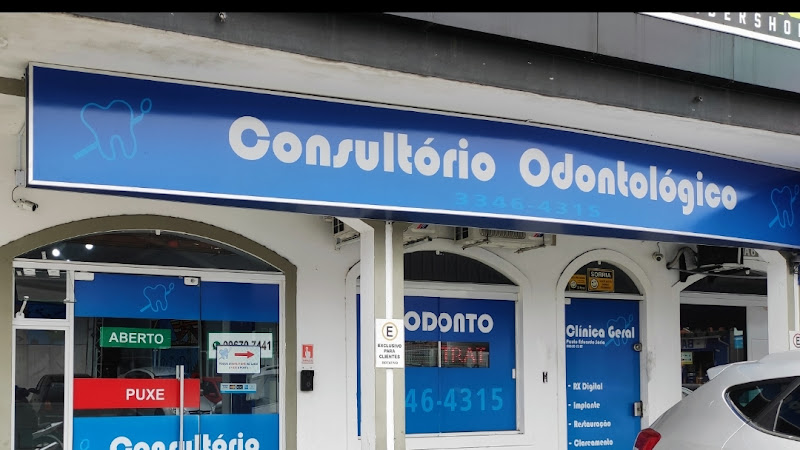 Consultório Odontológico
3346-4315
ABERTO
PUXE
Consultório
E
EXCLUSIVO
PARA
CLIENTES
ODONTO
46-4315
SORRIA
Clínica Geral
- RX Digital
- Implante
- Restauração
- Clareamento